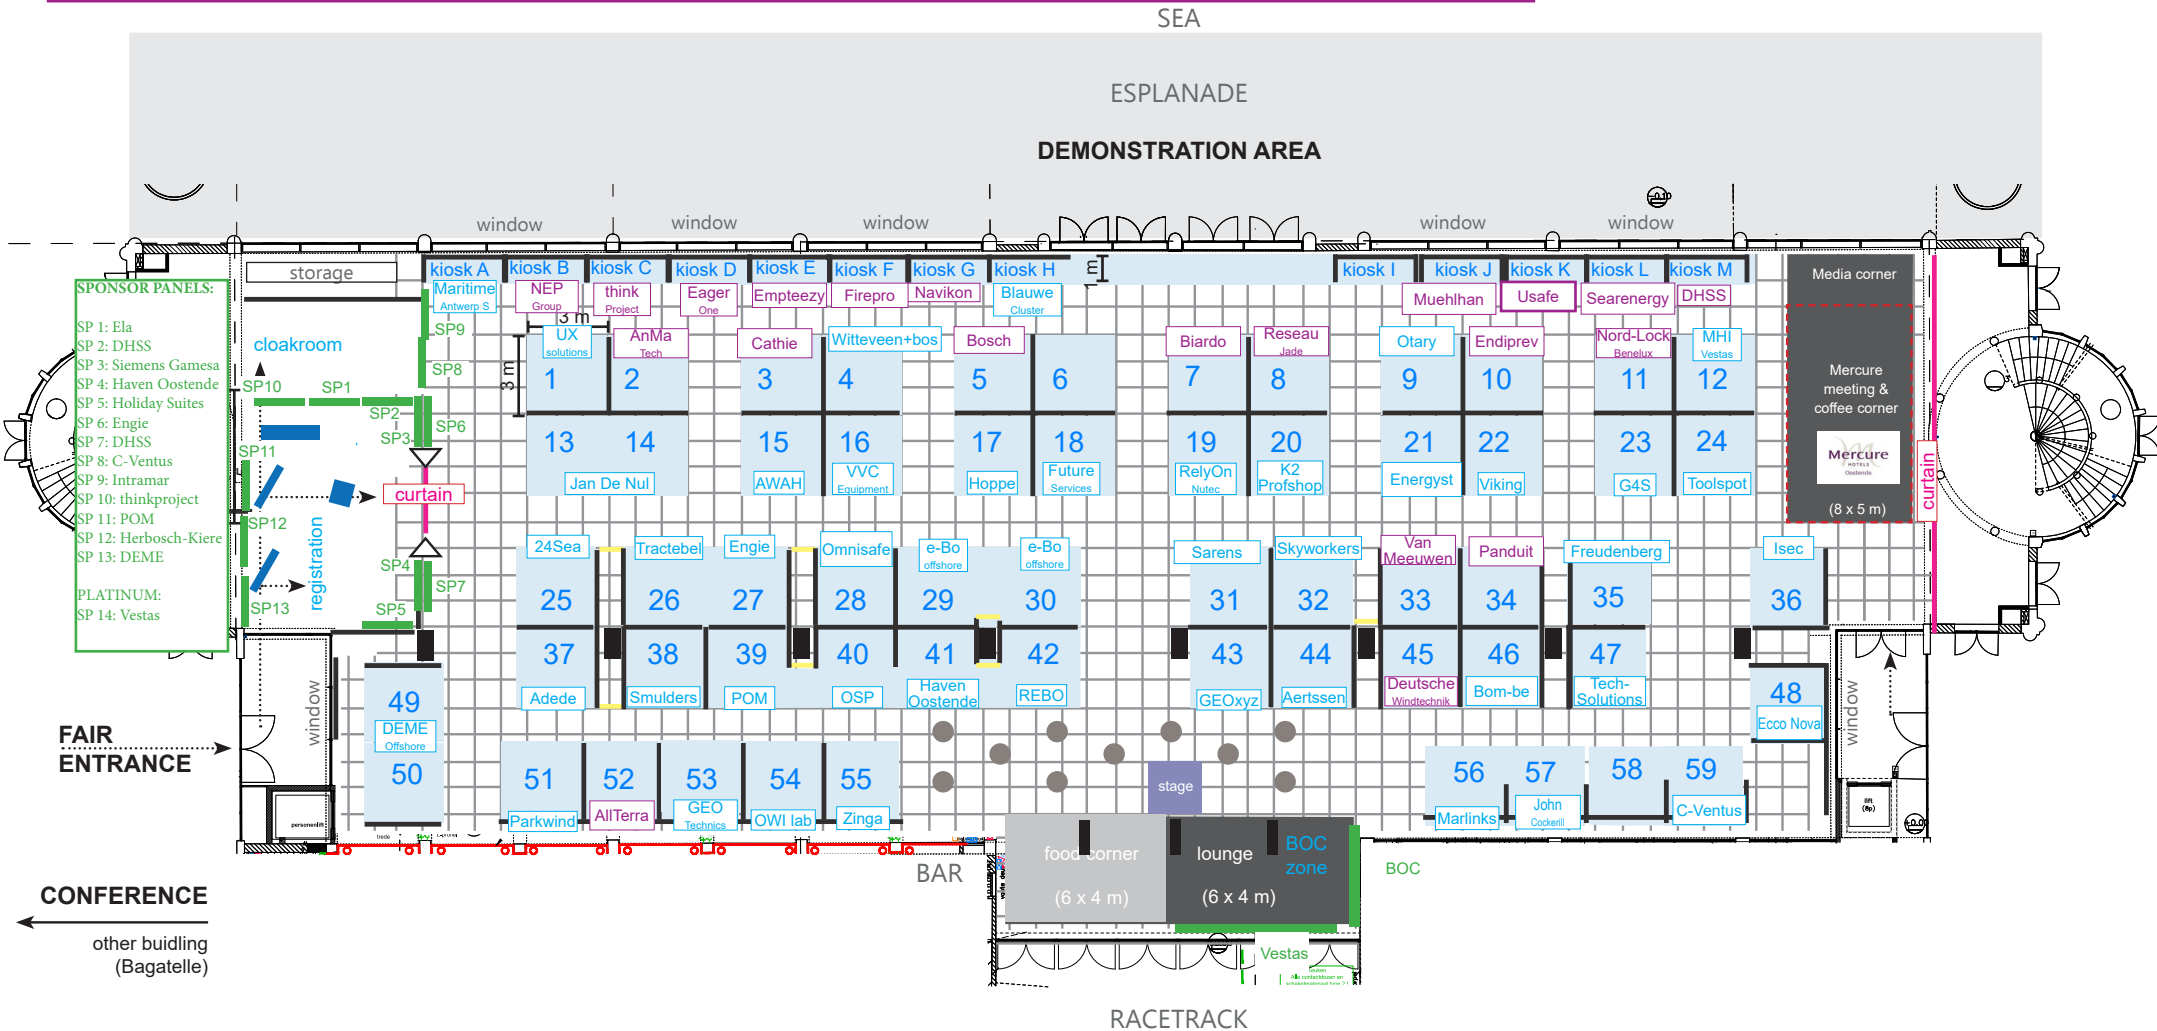 SEA
ESPLANADE
DEMONSTRATION AREA
window
window
window
window
window
storage
kiosk A
kiosk B
kiosk C
kiosk D
kiosk E
kiosk F
kiosk G
kiosk H
1 m
kiosk I
kiosk J
kiosk K
kiosk L
kiosk M
Maritime
Antwerp S
NEP
Group
think
Project
Eager
One
Empteezy
Firepro
Navikon
Blauwe
Cluster
Muehlhan
Usafe
Searenergy
DHSS
Media corner
SPONSOR PANELS:
SP 1: Ela
SP 2: DHSS
SP 3: Siemens Gamesa
SP 4: Haven Oostende
SP 5: Holiday Suites
SP 6: Engie
SP 7: DHSS
SP 8: C-Ventus
SP 9: Intramar
SP 10: thinkproject
SP 11: POM
SP 12: Herbosch-Kiere
SP 13: DEME
PLATINUM:
SP 14: Vestas
cloakroom
registration
SP9
SP8
SP10
SP1
SP2
SP3
SP6
SP11
SP12
SP13
SP4
SP7
SP5
curtain
3 m
3 m
UX
solutions
AnMa
Tech
Cathie
Witteveen+bos
Bosch
Biardo
Reseau
Jade
Otary
Endiprev
Nord-Lock
Benelux
MHI
Vestas
1
2
3
4
5
6
7
8
9
10
11
12
Mercure
meeting &
coffee corner
Mercure
HOTELS
Oostende
(8 x 5 m)
curtain
13
14
15
16
17
18
19
20
21
22
23
24
Jan De Nul
AWAH
VVC
Equipment
Hoppe
Future
Services
RelyOn
Nutec
K2
Profshop
Energyst
Viking
G4S
Toolspot
24Sea
Tractebel
Engie
Omnisafe
e-Bo
offshore
e-Bo
offshore
Sarens
Skyworkers
Van
Meeuwen
Panduit
Freudenberg
Isec
25
26
27
28
29
30
31
32
33
34
35
36
37
38
39
40
41
42
43
44
45
46
47
48
Adede
Smulders
POM
OSP
Haven
Oostende
REBO
GEOxyz
Aertssen
Deutsche
Windtechnik
Bom-be
Tech-
Solutions
Ecco Nova
window
window
49
DEME
Offshore
50
FAIR
ENTRANCE
51
52
53
54
55
56
57
58
59
Parkwind
AllTerra
GEO
Technics
OWI lab
Zinga
stage
Marlinks
John
Cockerill
C-Ventus
personenlift
lift
(8p)
BAR
food corner
(6 x 4 m)
lounge
(6 x 4 m)
BOC
zone
BOC
Vestas
CONFERENCE
other buidling
(Bagatelle)
RACETRACK